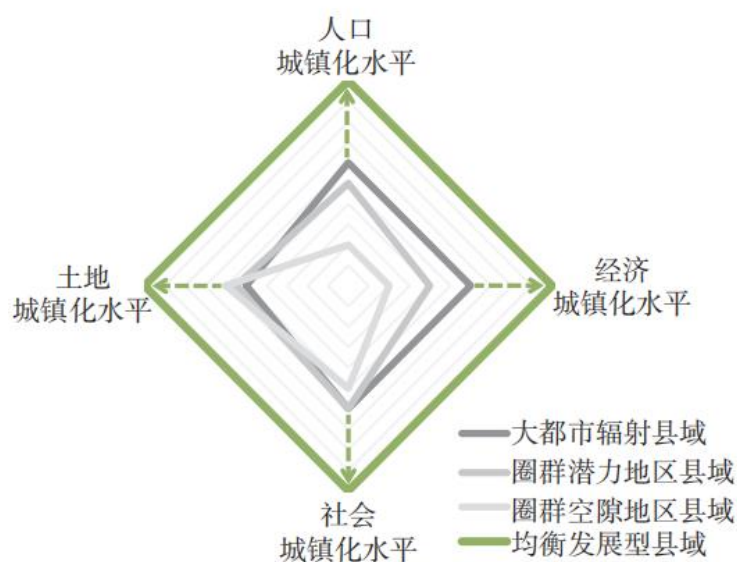 人口
城镇化水平
土地
城镇化水平
经济
城镇化水平
社会
城镇化水平
大都市辐射县域
圈群潜力地区县域
圈群空隙地区县域
均衡发展型县域